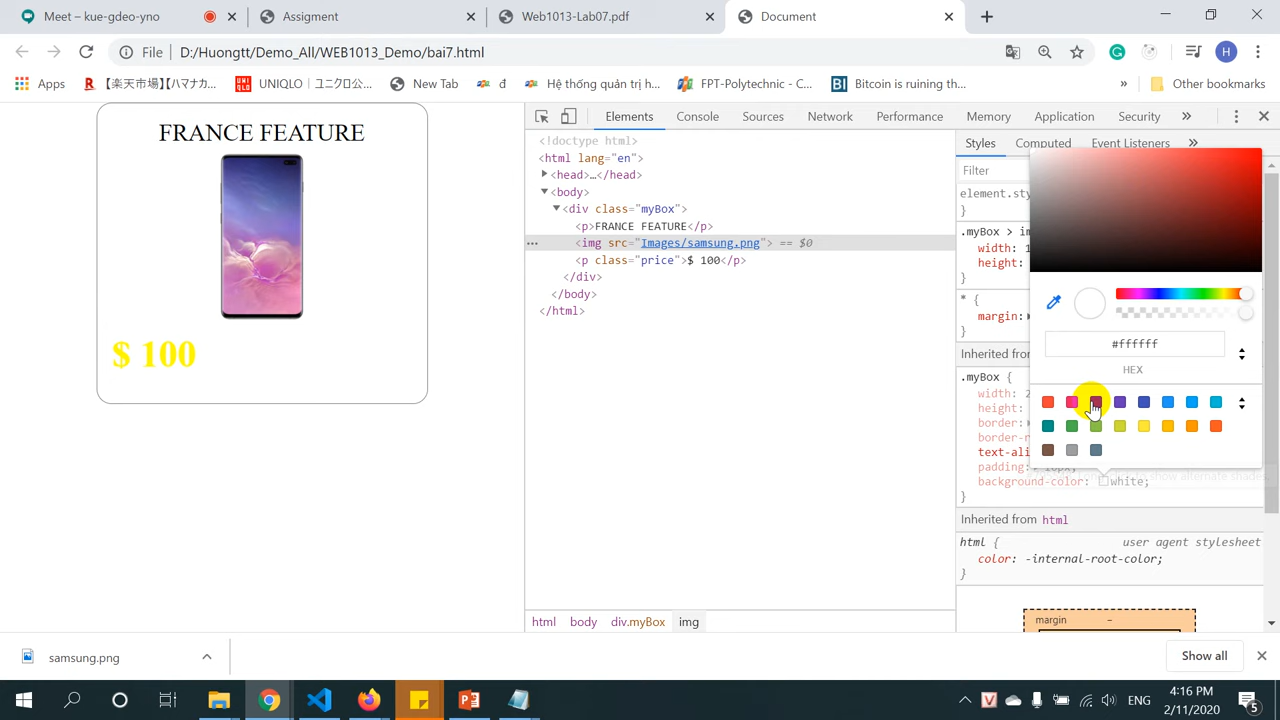 Meet – kue-gdeo-yno
Assigment
Web1013-Lab07.pdf
Document
File
D:/Huongtt/Demo_All/WEB1013_Demo/bai7.html
H
Apps
【楽天市場】【ハマナカ...
UNIQLO｜ユニクロ公...
New Tab
đ
Hệ thống quản trị h...
FPT-Polytechnic - C...
Bitcoin is ruining th...
»
Other bookmarks
FRANCE FEATURE
$ 100
Elements
Console
Sources
Network
Performance
Memory
Application
Security
»
<!doctype html>
<html lang="en">
<head>…</head>
<body>
<div class="myBox">
<p>FRANCE FEATURE</p>
<img src="Images/samsung.png"> == $0
<p class="price">$ 100</p>
</div>
</body>
</html>
html
body
div.myBox
img
Styles
Computed
Event Listeners
»
Filter
element.sty
}
.myBox > im
width: 1
height:
}
* {
margin:
}
Inherited from
.myBox {
width: 2
height:
border:
border-r
text-ali
padding:
background-color: white;
}
Inherited from html
html {
user agent stylesheet
color: -internal-root-color;
}
margin
–
#ffffff
HEX
samsung.png
Show all
ENG
4:16 PM
2/11/2020
5